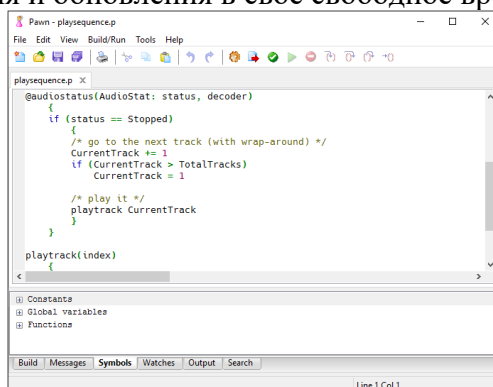 и обновления в свое свободное вр
Pawn - playsequence.p
File Edit View Build/Run Tools Help
playsequence.p X
@audiostatus(AudioStat: status, decoder)
{
if (status == Stopped)
{
/* go to the next track (with wrap-around) */
CurrentTrack += 1
if (CurrentTrack > TotalTracks)
CurrentTrack = 1
/* play it */
playtrack CurrentTrack
}
}
playtrack(index)
{
Constants
Global variables
Functions
Build Messages Symbols Watches Output Search
Line 1 Col 1